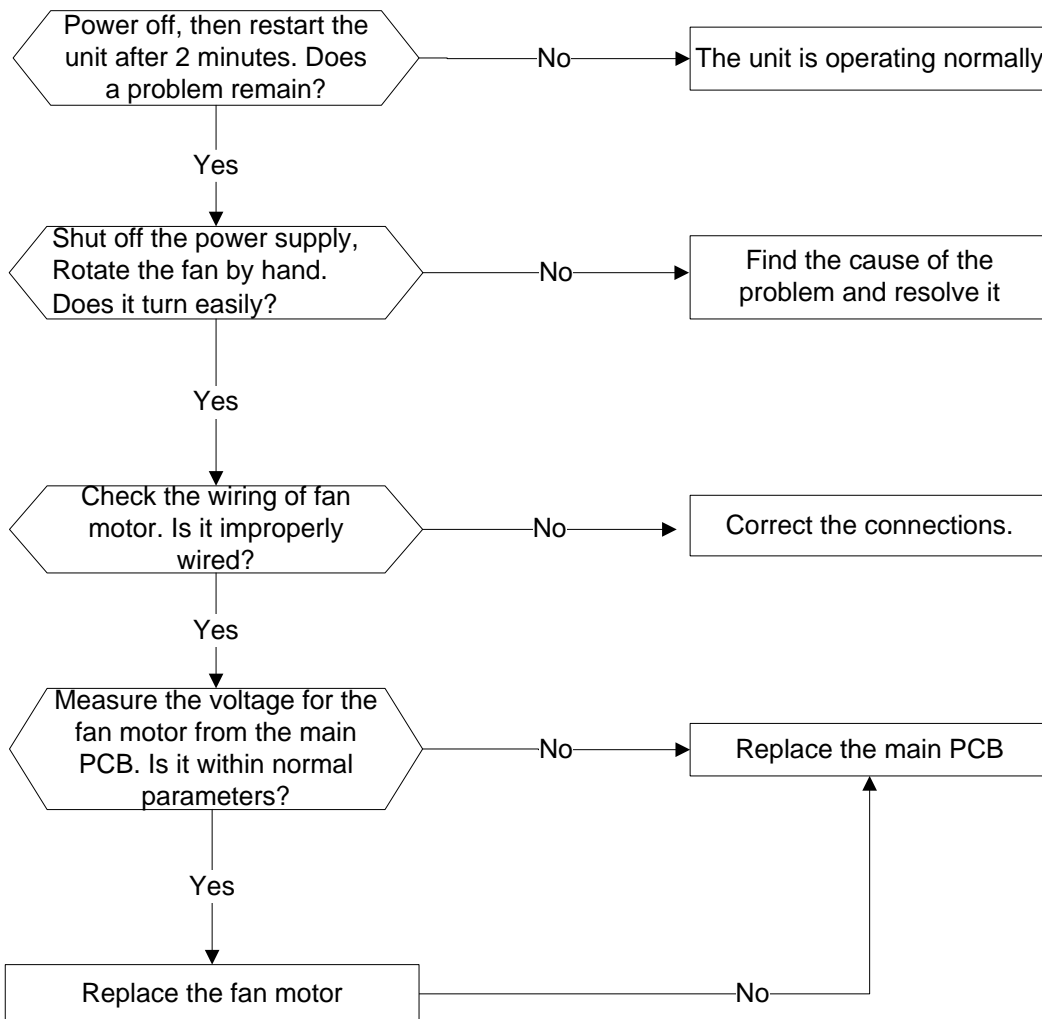 Power off, then restart the
unit after 2 minutes. Does
a problem remain?
No
The unit is operating normally
Yes
Shut off the power supply,
Rotate the fan by hand.
Does it turn easily?
No
Find the cause of the
problem and resolve it
Yes
Check the wiring of fan
motor. Is it improperly
wired?
No
Correct the connections.
Yes
Measure the voltage for the
fan motor from the main
PCB. Is it within normal
parameters?
No
Replace the main PCB
Yes
Replace the fan motor
No